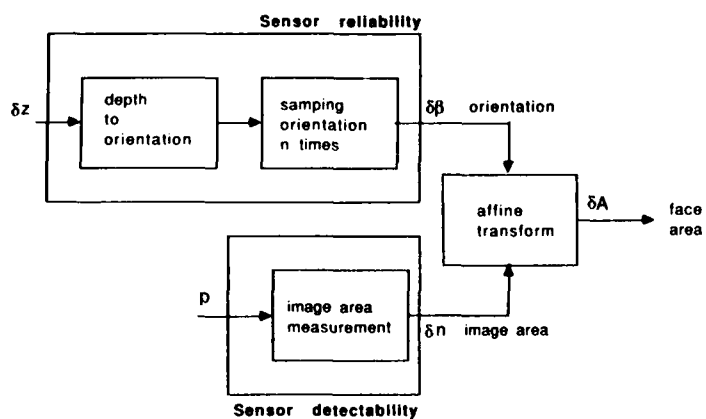 Sensor reliability
δz
depth
to
orientation
samping
orientation
n times
δβ orientation
affine
transform
δA
face
area
p
image area
measurement
δn image area
Sensor detectability